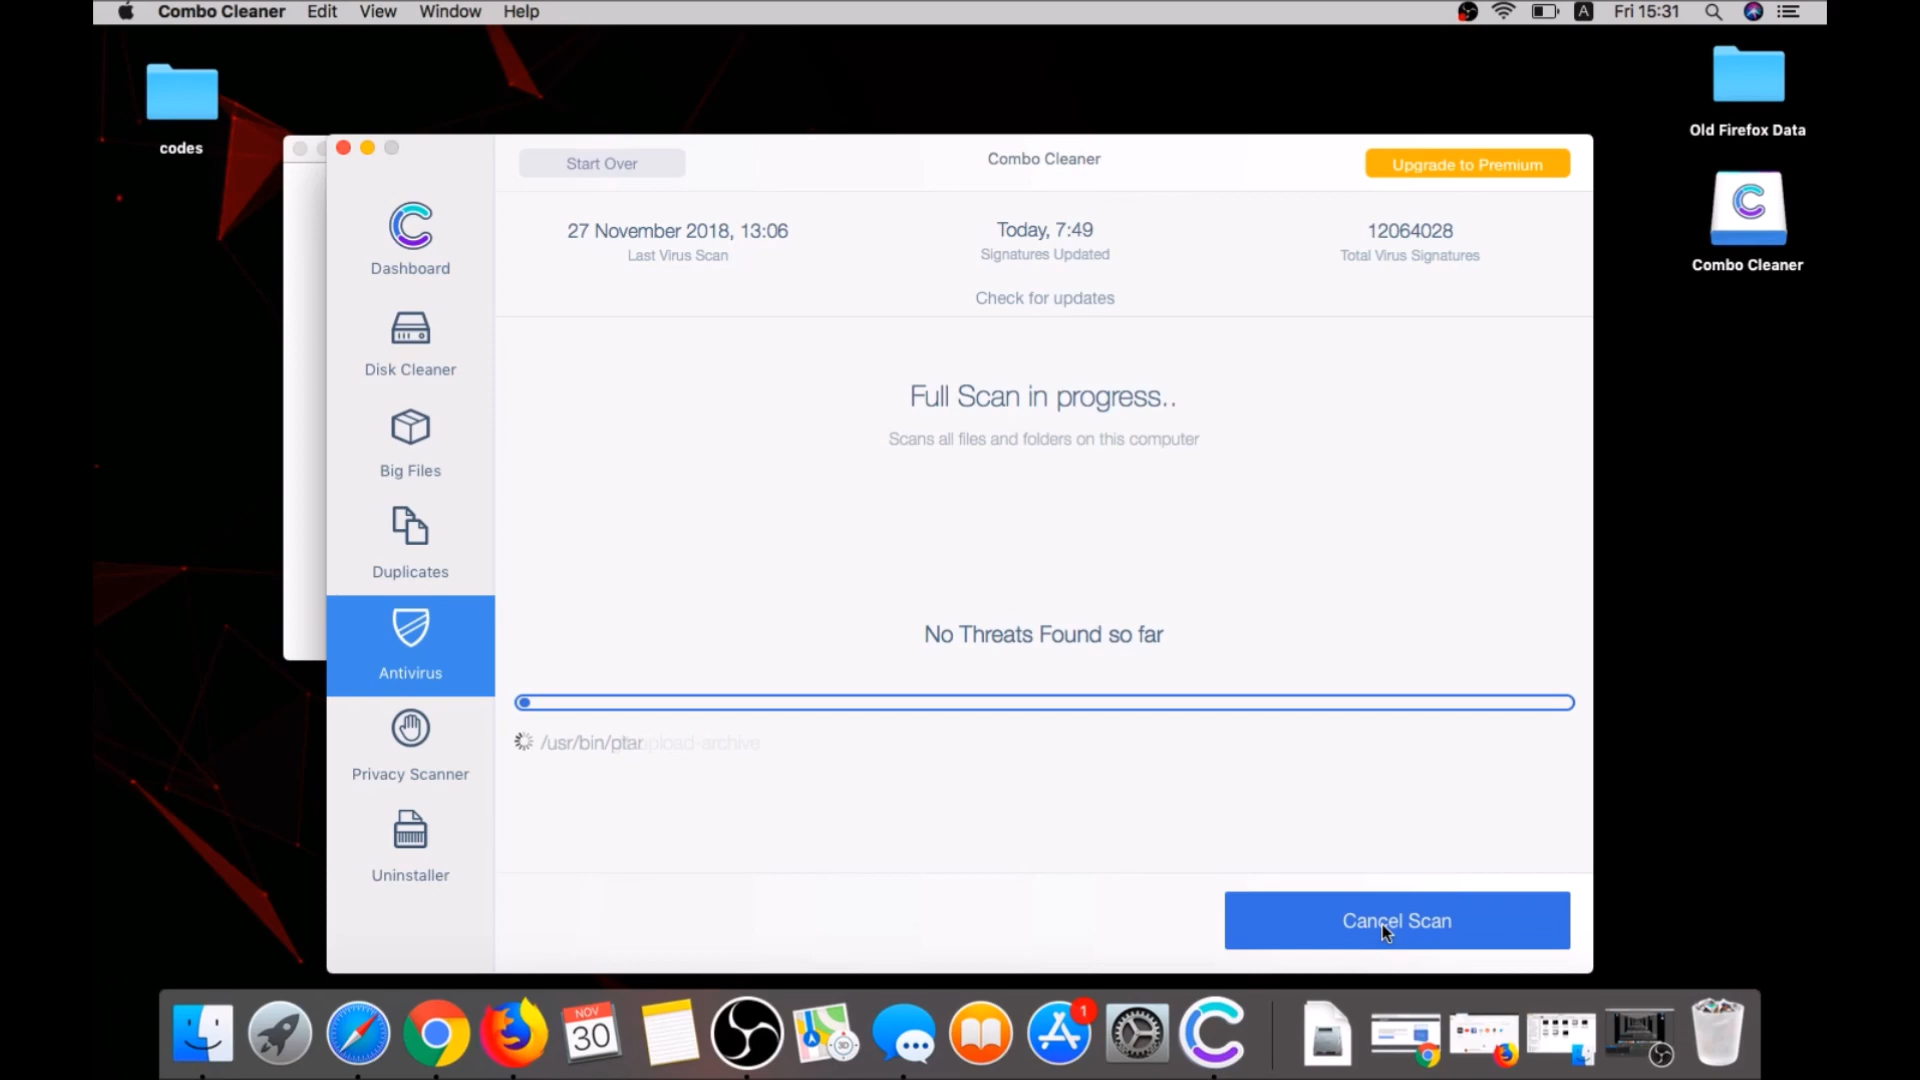 Combo Cleaner Edit View Window Help
A Fri 15:31
codes
Old Firefox Data
Combo Cleaner
Start Over
Combo Cleaner
Upgrade to Premium
27 November 2018, 13:06
Last Virus Scan
Today, 7:49
Signatures Updated
12064028
Total Virus Signatures
Check for updates
Dashboard
Disk Cleaner
Big Files
Duplicates
Antivirus
Privacy Scanner
Uninstaller
Full Scan in progress..
Scans all files and folders on this computer
No Threats Found so far
/usr/bin/ptar
upload-archive
Cancel Scan
NOV
30
3D
1